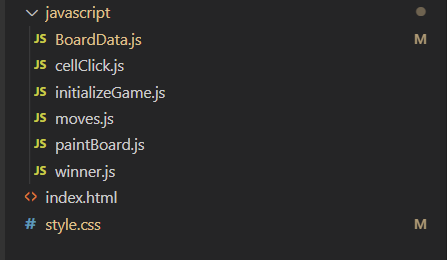 javascript
JS BoardData.js M
JS cellClick.js
JS initializeGame.js
JS moves.js
JS paintBoard.js
JS winner.js
<> index.html
# style.css M